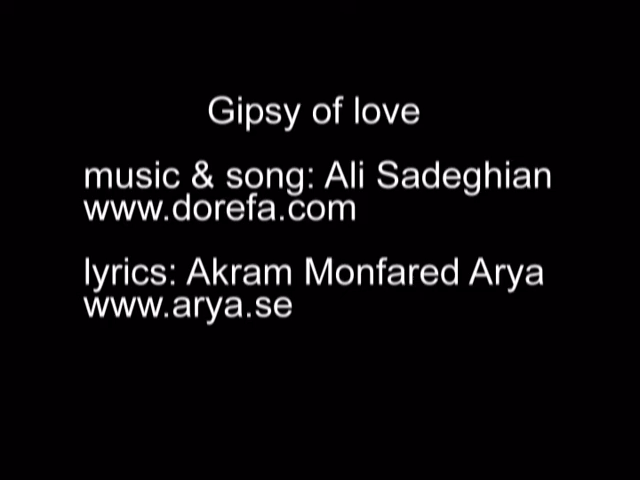 Gipsy of love
music & song: Ali Sadeghian
www.dorefa.com
lyrics: Akram Monfared Arya
www.arya.se